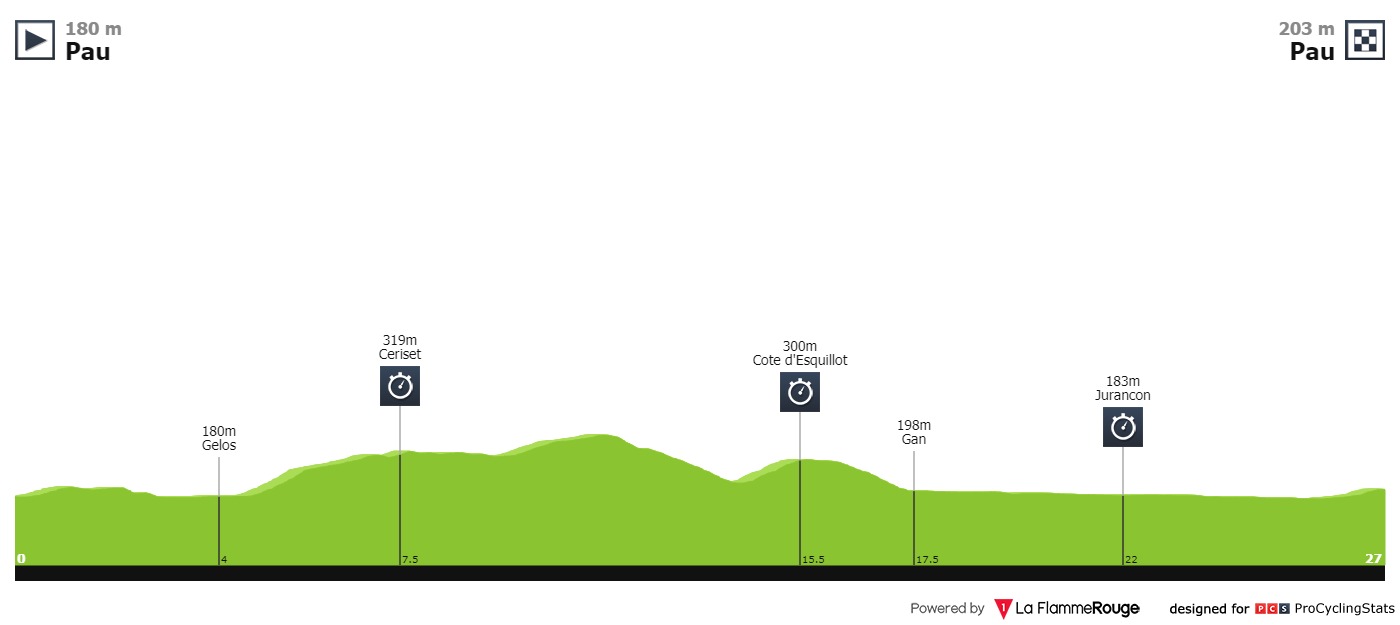 180 m
Pau
203 m
Pau
180m
Gelos
319m
Ceriset
300m
Cote d'Esquillot
198m
Gan
183m
Jurancon
0
4
7.5
15.5
17.5
22
27
Powered by 1 La FlammeRouge designed for PCS ProCyclingStats